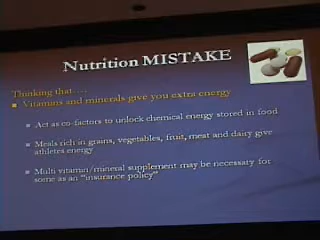 Nutrition MISTAKE
Thinking that….
Vitamins and minerals give you extra energy
Act as co-factors to unlock chemical energy stored in food
Meals rich in grains, vegetables, fruit, meat and dairy give
athletes energy
Multi vitamin/mineral supplement may be necessary for
some as an "insurance policy"